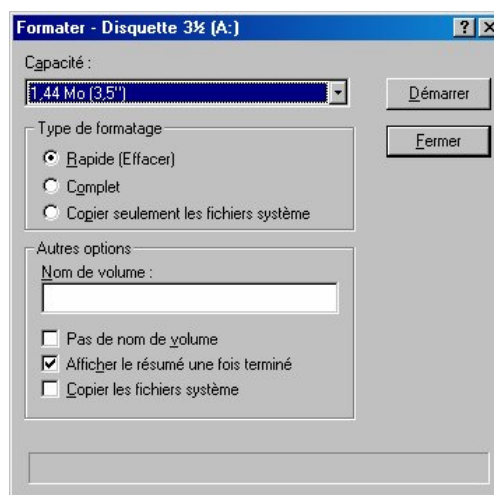 Formater - Disquette 3½ (A:)
Capacité :
1,44 Mo (3,5'')
Démarrer
Fermer
Type de formatage
Rapide (Effacer)
Complet
Copier seulement les fichiers système
Autres options
Nom de volume :
Pas de nom de volume
Afficher le résumé une fois terminé
Copier les fichiers système